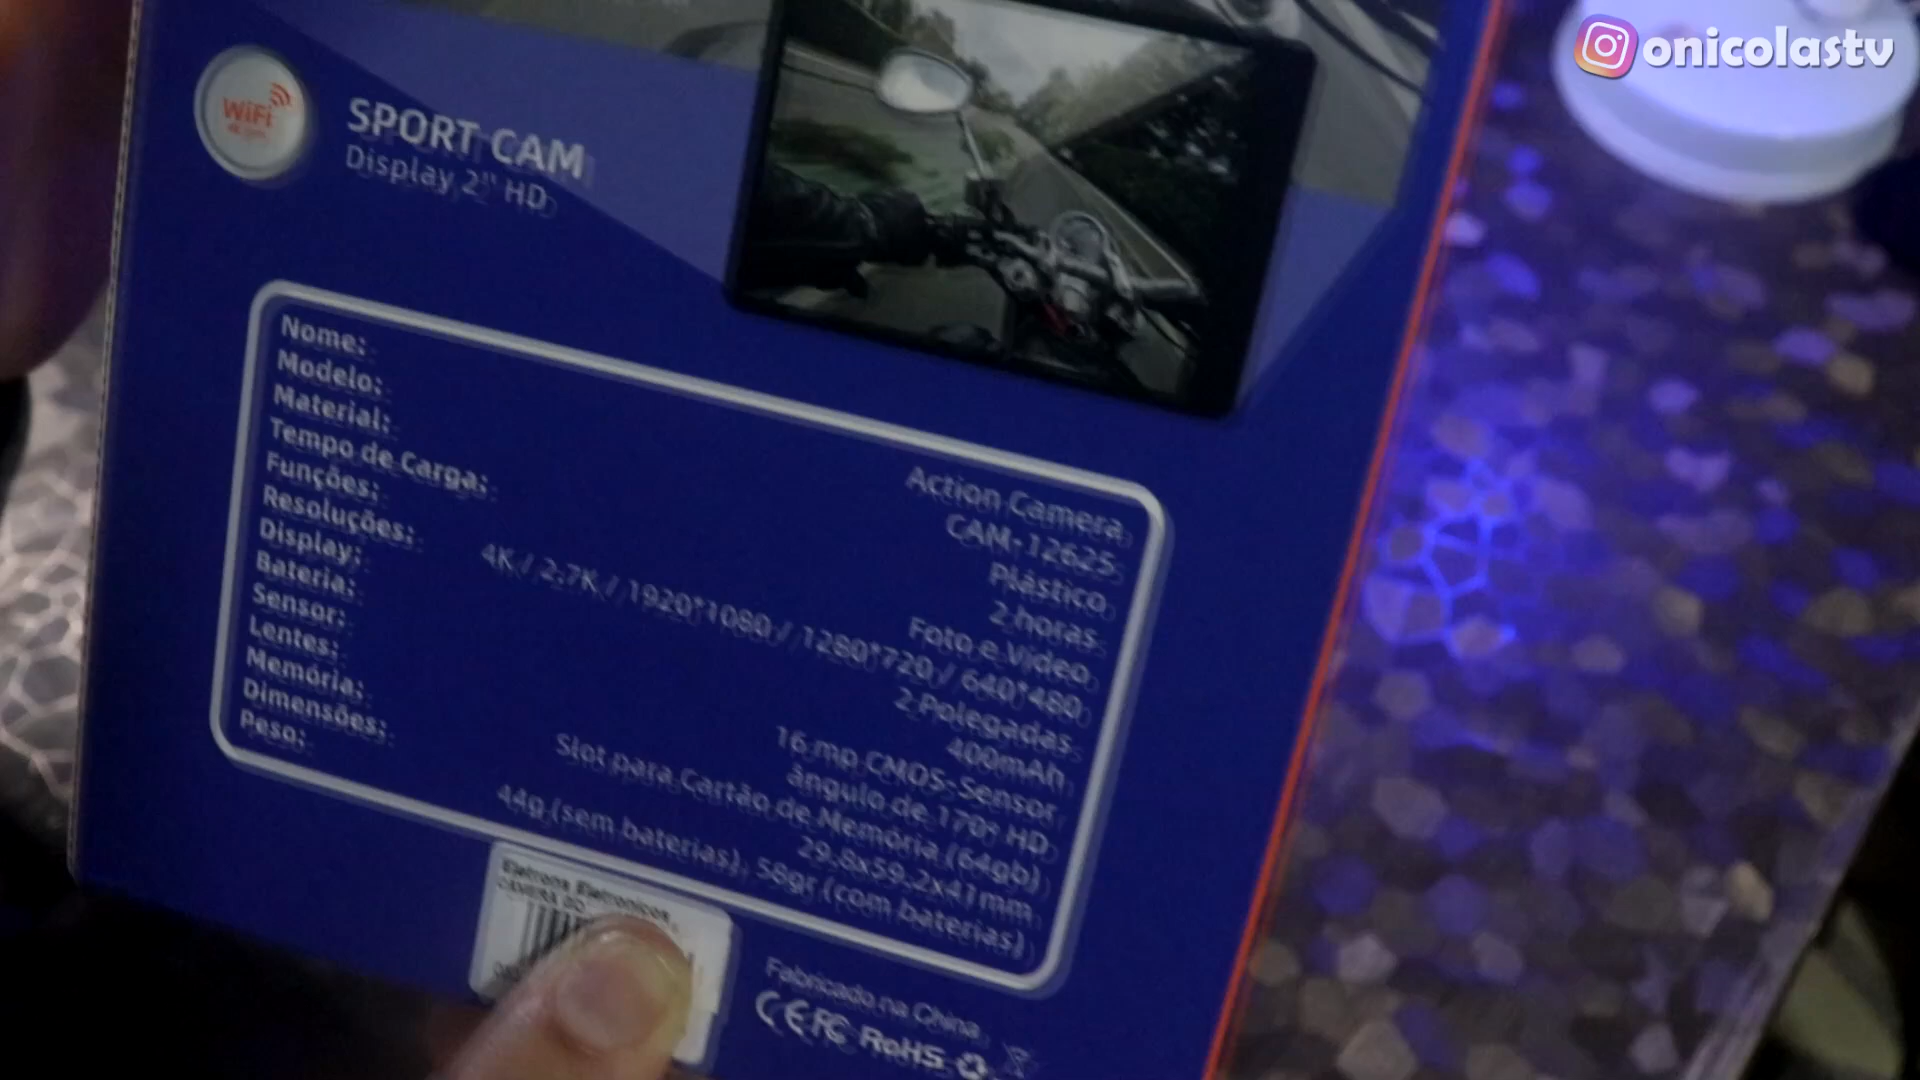 onicolastv
WiFi
SPORT CAM
Display 2" HD
Nome: Action Camera
Modelo: CAM-12625
Material: Plástico
Tempo de Carga: 2 horas
Funções: Foto e Vídeo
Resoluções: 4K / 2.7K / 1920*1080 / 1280*720 / 640*480
Display: 2 Polegadas
Bateria: 400mAh
Sensor: 16 mp CMOS-Sensor
Lentes: ângulo de 170º HD
Memória: Slot para Cartão de Memória (64gb)
Dimensões: 29.8x59.2x41mm
Peso: 44g (sem baterias); 58gr (com baterias)
Eletrons Eletronicos
CAMERA DO
Fabricado na China
CE FC RoHS